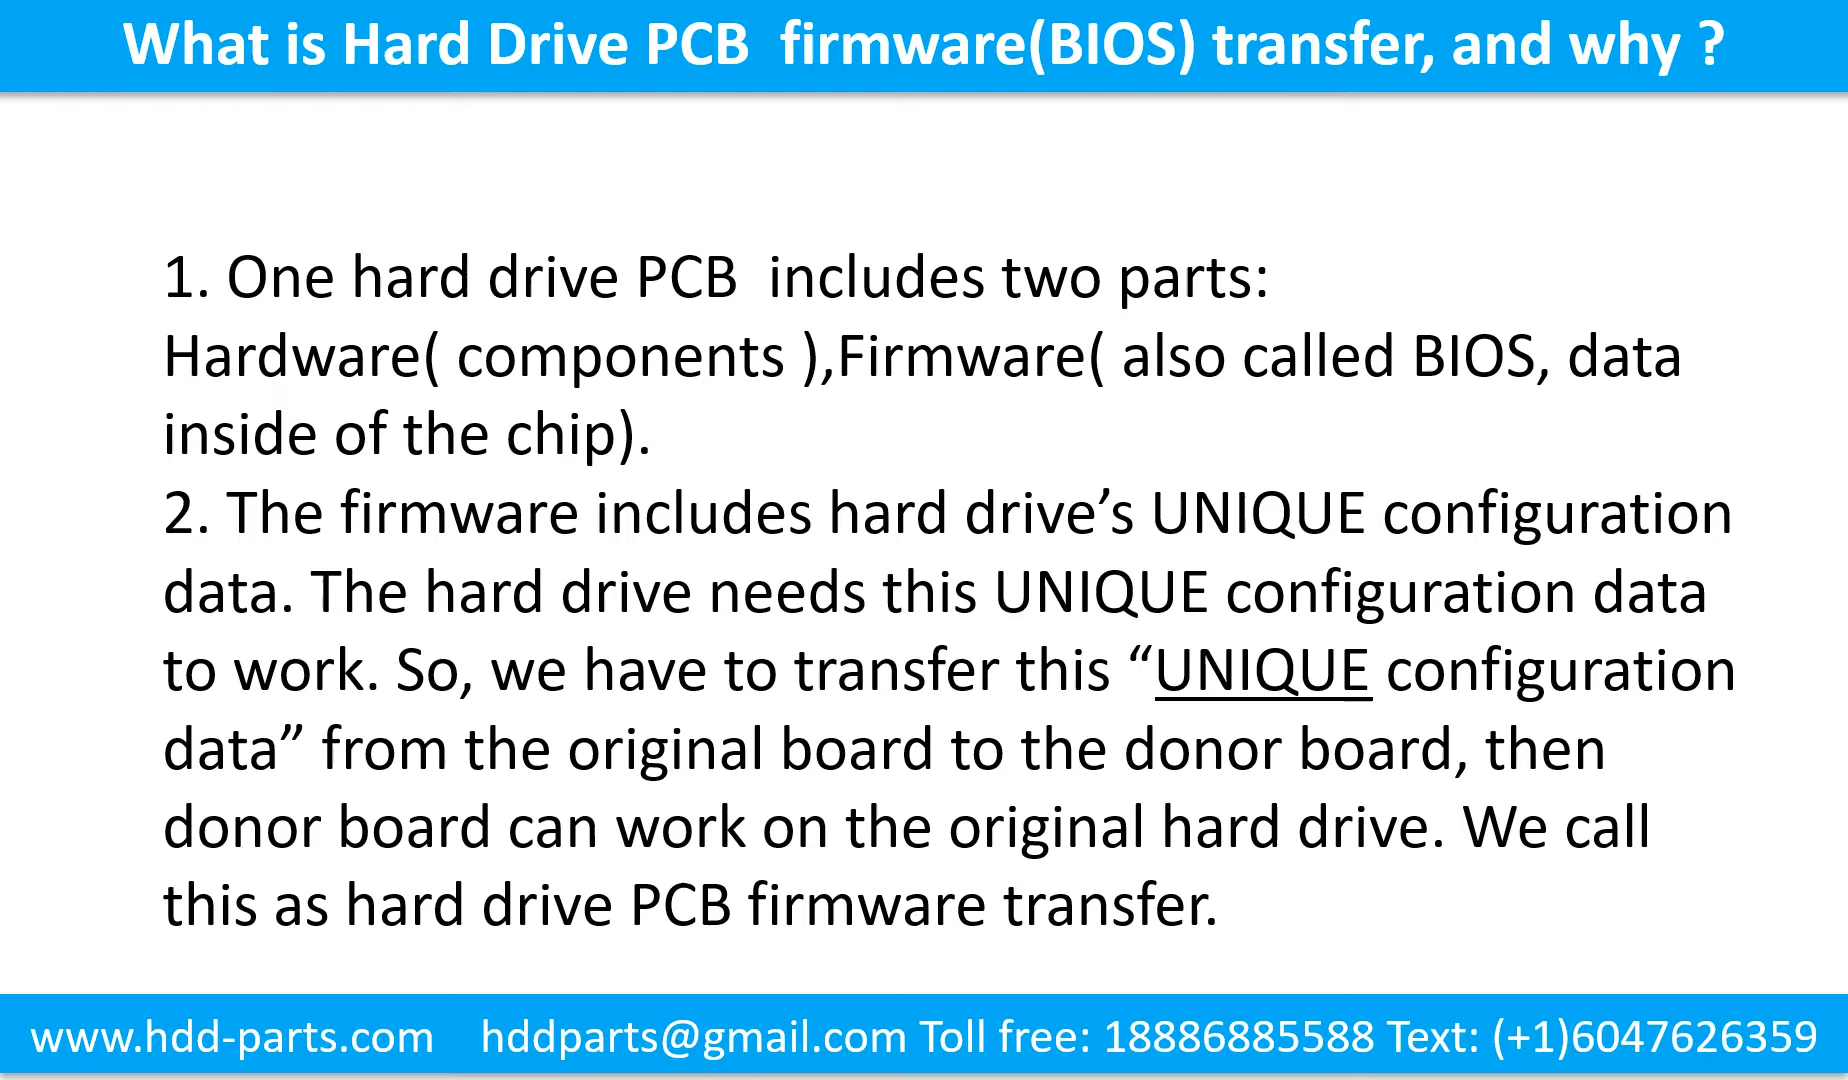 What is Hard Drive PCB  firmware(BIOS) transfer, and why ?
1. One hard drive PCB  includes two parts:
Hardware( components ),Firmware( also called BIOS, data
inside of the chip).
2. The firmware includes hard drive’s UNIQUE configuration
data. The hard drive needs this UNIQUE configuration data
to work. So, we have to transfer this “UNIQUE configuration
data” from the original board to the donor board, then
donor board can work on the original hard drive. We call
this as hard drive PCB firmware transfer.
www.hdd-parts.com    hddparts@gmail.com Toll free: 18886885588 Text: (+1)6047626359